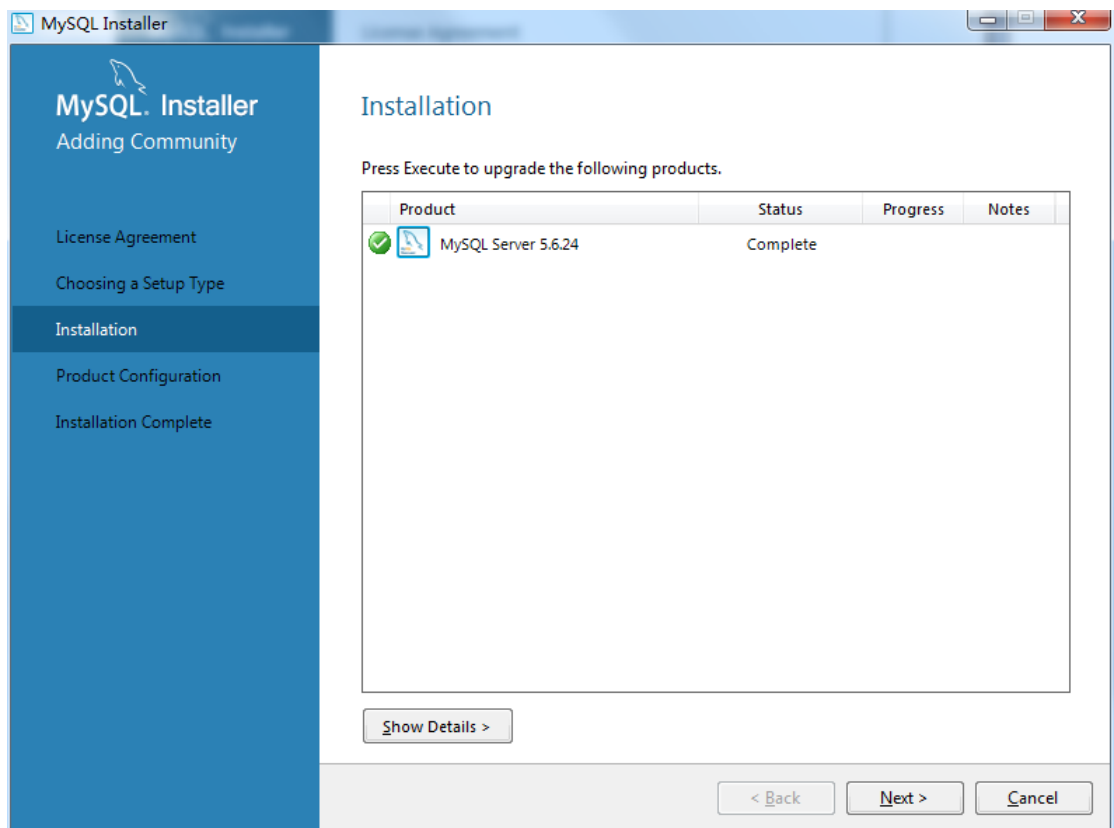 MySQL Installer
MySQL. Installer
Adding Community
License Agreement
Choosing a Setup Type
Installation
Product Configuration
Installation Complete
Installation
Press Execute to upgrade the following products.
Product Status Progress Notes
MySQL Server 5.6.24 Complete
Show Details >
< Back Next > Cancel